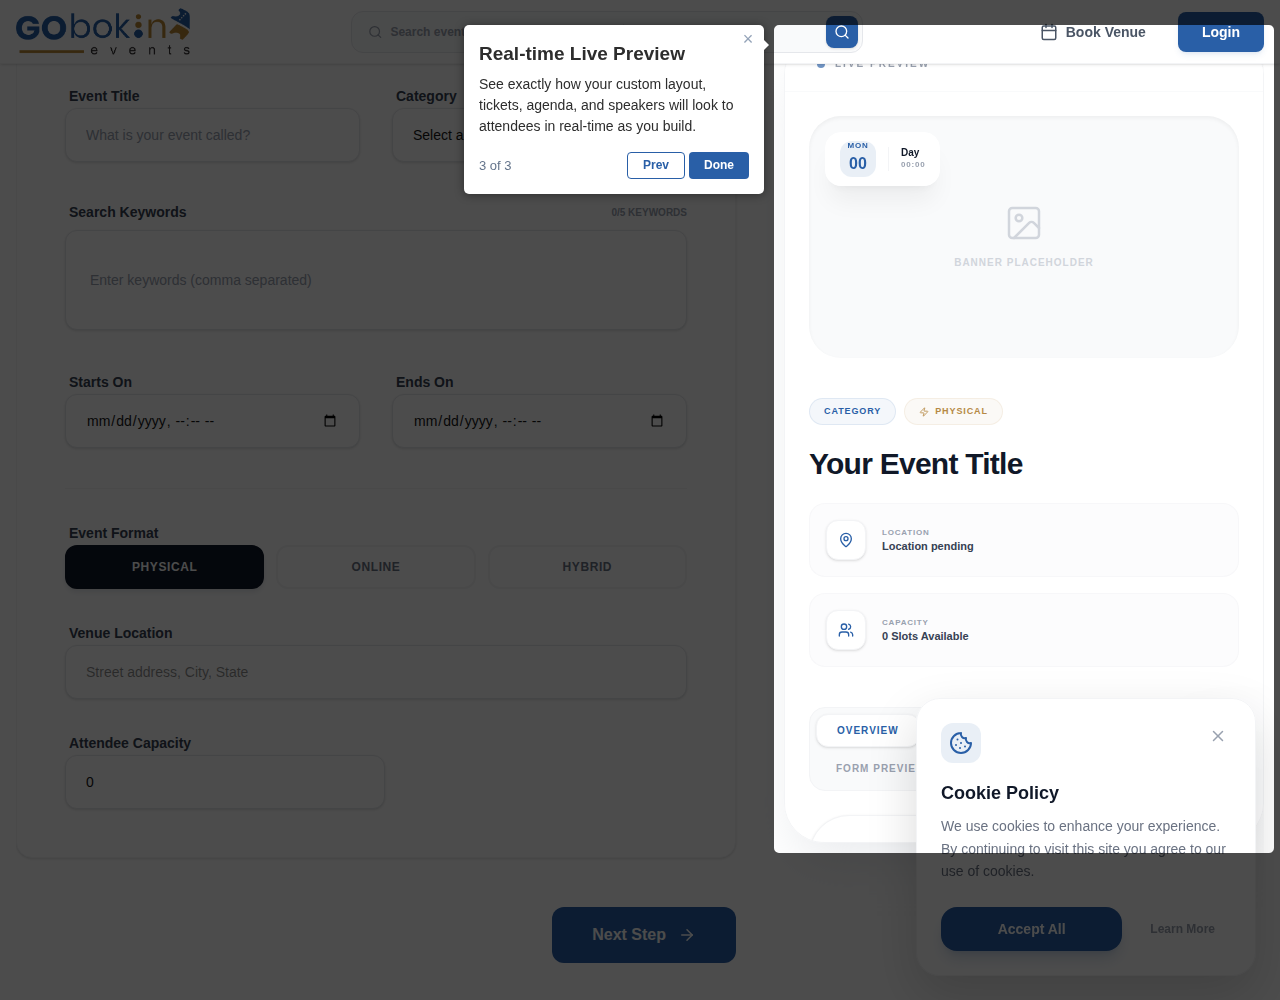 GObokin
events
Search event
Book Venue
Login
Real-time Live Preview
See exactly how your custom layout,
tickets, agenda, and speakers will look to
attendees in real-time as you build.
3 of 3
Prev
Done
Event Title
What is your event called?
Category
Select a
Search Keywords
0/5 KEYWORDS
Enter keywords (comma separated)
Starts On
mm/dd/yyyy, --:-- --
Ends On
mm/dd/yyyy, --:-- --
Event Format
PHYSICAL
ONLINE
HYBRID
Venue Location
Street address, City, State
Attendee Capacity
0
Next Step
LIVE PREVIEW
MON
00
Day
00:00
BANNER PLACEHOLDER
CATEGORY
PHYSICAL
Your Event Title
LOCATION
Location pending
CAPACITY
0 Slots Available
OVERVIEW
FORM PREVIE
Cookie Policy
We use cookies to enhance your experience.
By continuing to visit this site you agree to our
use of cookies.
Accept All
Learn More